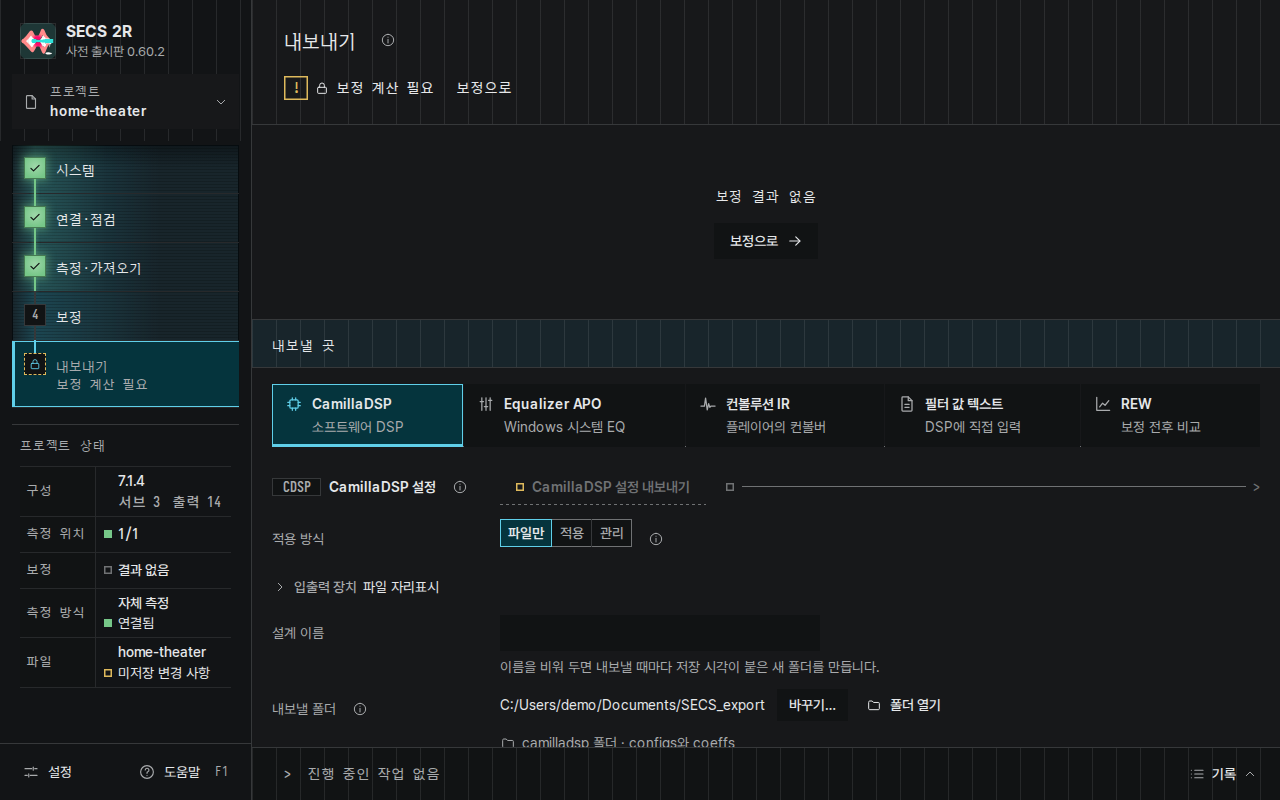 SECS 2R
사전 출시판 0.60.2
프로젝트
home-theater
시스템
연결·점검
측정·가져오기
4 보정
내보내기
보정 계산 필요
프로젝트 상태
구성 7.1.4
서브 3 출력 14
측정 위치 1/1
보정 결과 없음
측정 방식 자체 측정
연결됨
파일 home-theater
미저장 변경 사항
설정 도움말 F1
내보내기
! 보정 계산 필요 보정으로
보정 결과 없음
보정으로 →
내보낼 곳
CamillaDSP
소프트웨어 DSP
Equalizer APO
Windows 시스템 EQ
컨볼루션 IR
플레이어의 컨볼버
필터 값 텍스트
DSP에 직접 입력
REW
보정 전후 비교
CDSP CamillaDSP 설정 CamillaDSP 설정 내보내기
적용 방식 파일만 적용 관리
입출력 장치 파일 자리표시
설계 이름
이름을 비워 두면 내보낼 때마다 저장 시각이 붙은 새 폴더를 만듭니다.
내보낼 폴더 C:/Users/demo/Documents/SECS_export 바꾸기... 폴더 열기
camilladsp 폴더 · configs와 coeffs
> 진행 중인 작업 없음 기록